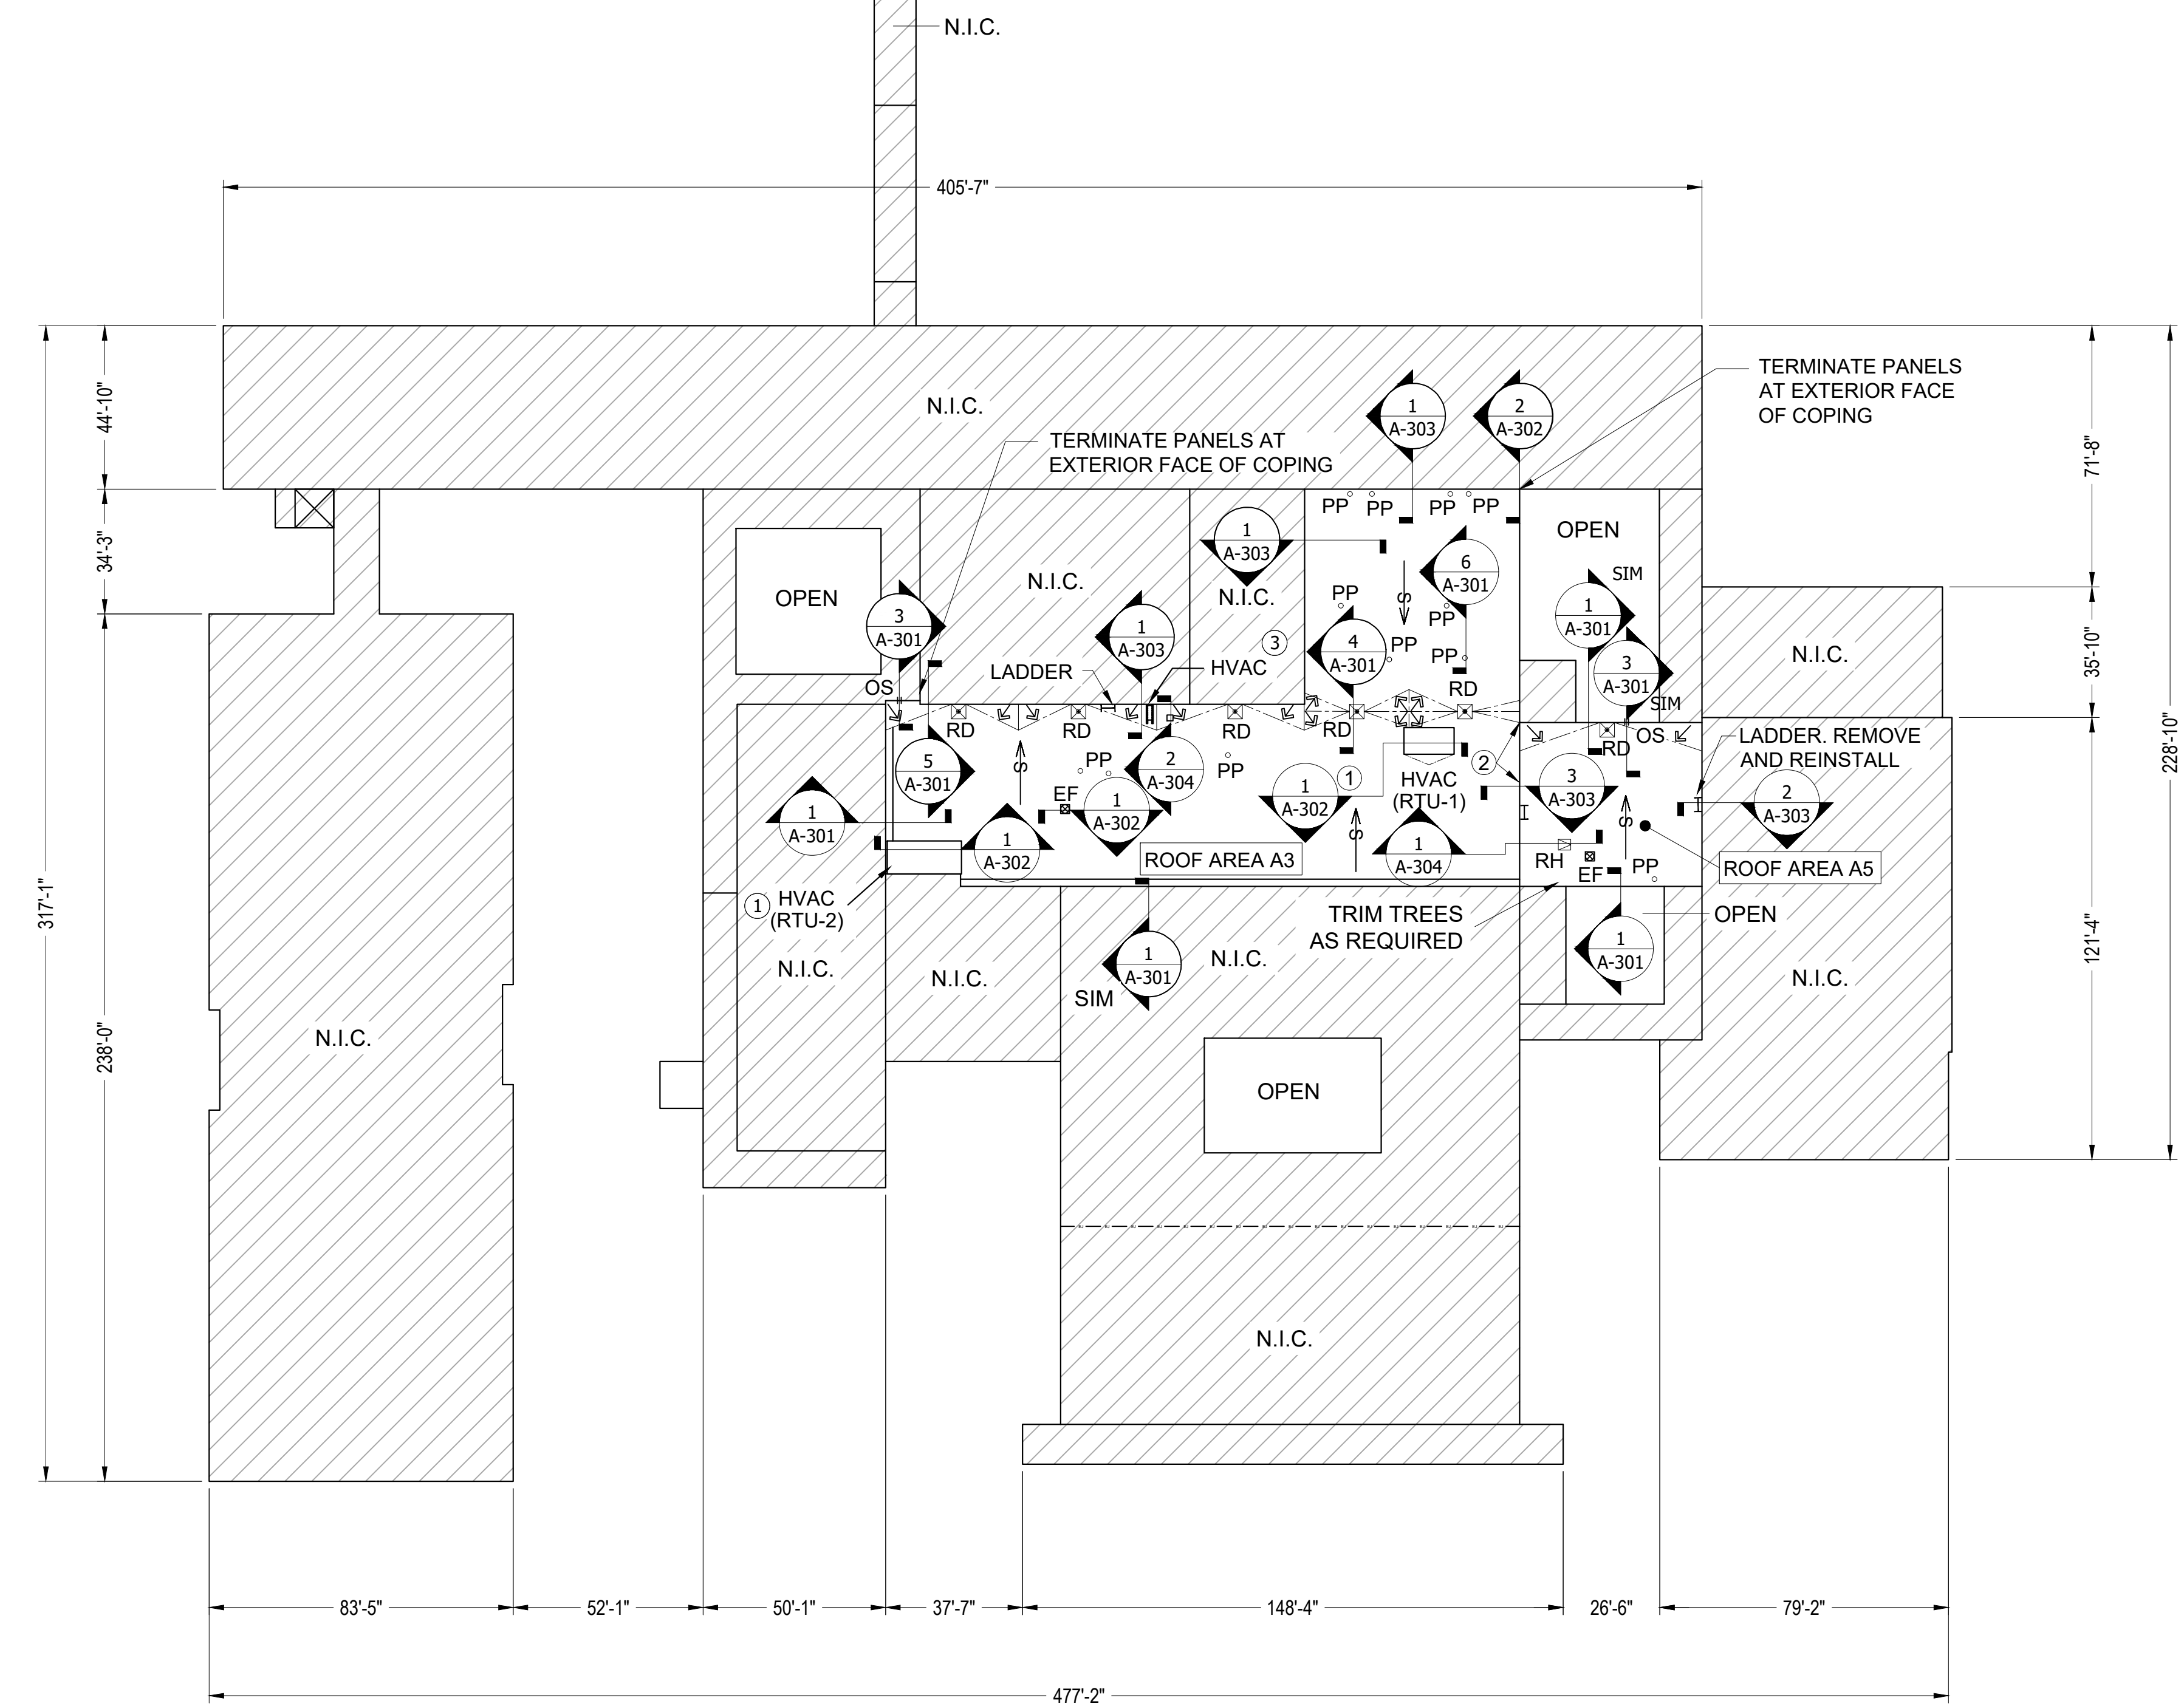 N.I.C.
405'-7"
44'-10"
N.I.C.
1
A-303
2
A-302
TERMINATE PANELS
AT EXTERIOR FACE
OF COPING
TERMINATE PANELS AT
EXTERIOR FACE OF COPING
71'-8"
34'-3"
OPEN
N.I.C.
1
A-303
N.I.C.
3
PP
PP
PP
PP
6
A-301
S
PP
PP
PP
PP
4
A-301
OPEN
SIM
1
A-301
3
A-301
SIM
N.I.C.
35'-10"
228'-10"
3
A-301
OS
1
A-303
LADDER
HVAC
RD
RD
RD
RD
RD
RD
OS
LADDER. REMOVE
AND REINSTALL
5
A-301
S
PP
2
A-304
PP
1
A-302
1
HVAC
(RTU-1)
2
3
A-303
2
A-303
1
A-301
EF
1
A-302
1
A-302
ROOF AREA A3
S
1
A-304
RH
EF
S
PP
ROOF AREA A5
317'-1"
1
HVAC
(RTU-2)
N.I.C.
N.I.C.
1
A-301
SIM
N.I.C.
TRIM TREES
AS REQUIRED
OPEN
1
A-301
N.I.C.
121'-4"
238'-0"
N.I.C.
OPEN
N.I.C.
83'-5"
52'-1"
50'-1"
37'-7"
148'-4"
26'-6"
79'-2"
477'-2"